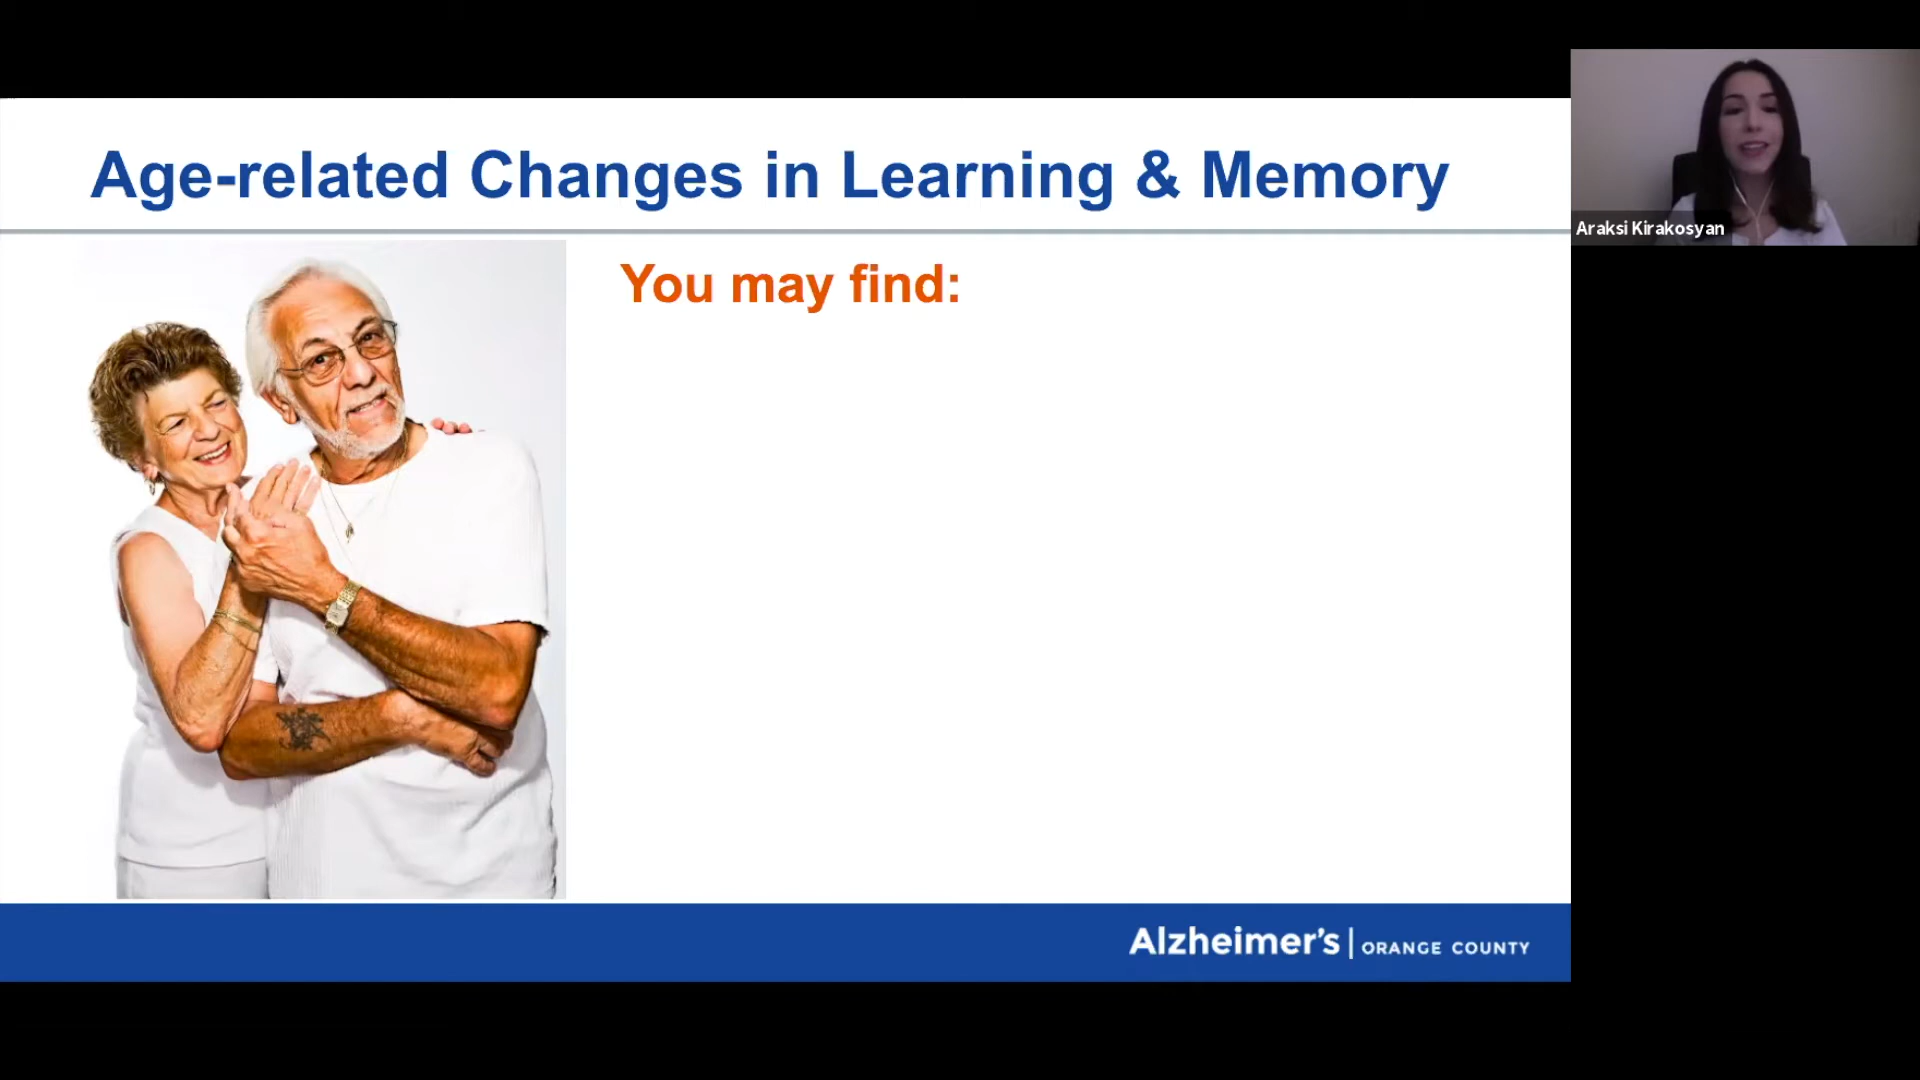 Age-related Changes in Learning & Memory
Araksi Kirakosyan
You may find:
Alzheimer's | ORANGE COUNTY